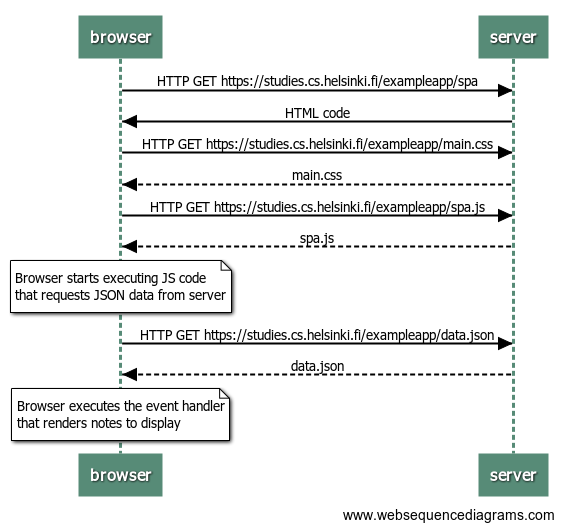 browser
server
HTTP GET https://studies.cs.helsinki.fi/exampleapp/spa
HTML code
HTTP GET https://studies.cs.helsinki.fi/exampleapp/main.css
main.css
HTTP GET https://studies.cs.helsinki.fi/exampleapp/spa.js
spa.js
Browser starts executing JS code
that requests JSON data from server
HTTP GET https://studies.cs.helsinki.fi/exampleapp/data.json
data.json
Browser executes the event handler
that renders notes to display
browser
server
www.websequencediagrams.com